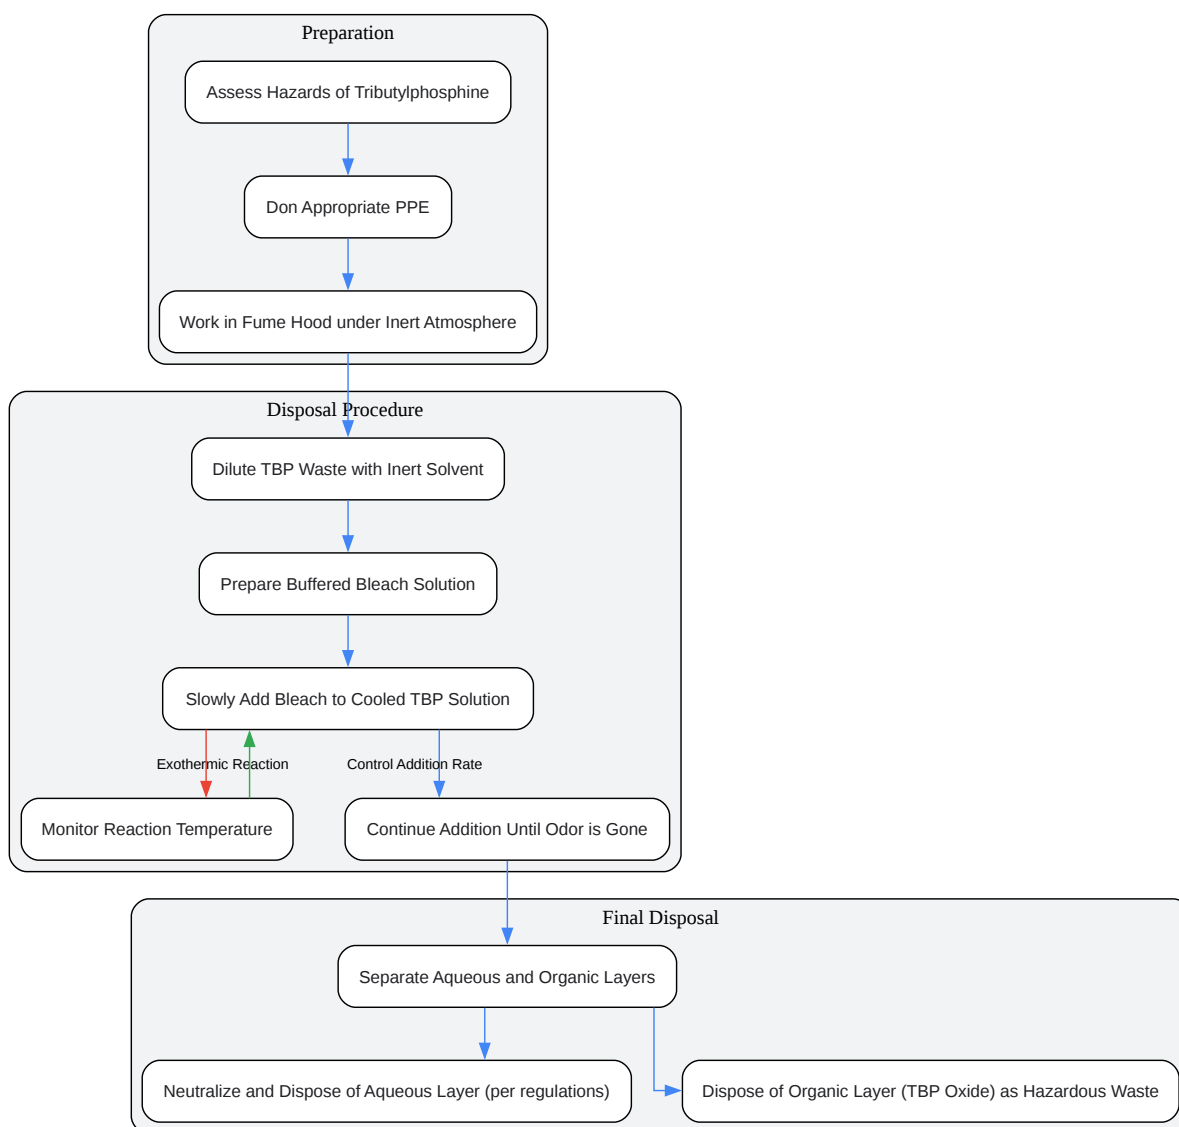 Preparation
Assess Hazards of Tributylphosphine
Don Appropriate PPE
Work in Fume Hood under Inert Atmosphere
Disposal Procedure
Dilute TBP Waste with Inert Solvent
Prepare Buffered Bleach Solution
Slowly Add Bleach to Cooled TBP Solution
Exothermic Reaction
Control Addition Rate
Monitor Reaction Temperature
Continue Addition Until Odor is Gone
Final Disposal
Separate Aqueous and Organic Layers
Neutralize and Dispose of Aqueous Layer (per regulations)
Dispose of Organic Layer (TBP Oxide) as Hazardous Waste